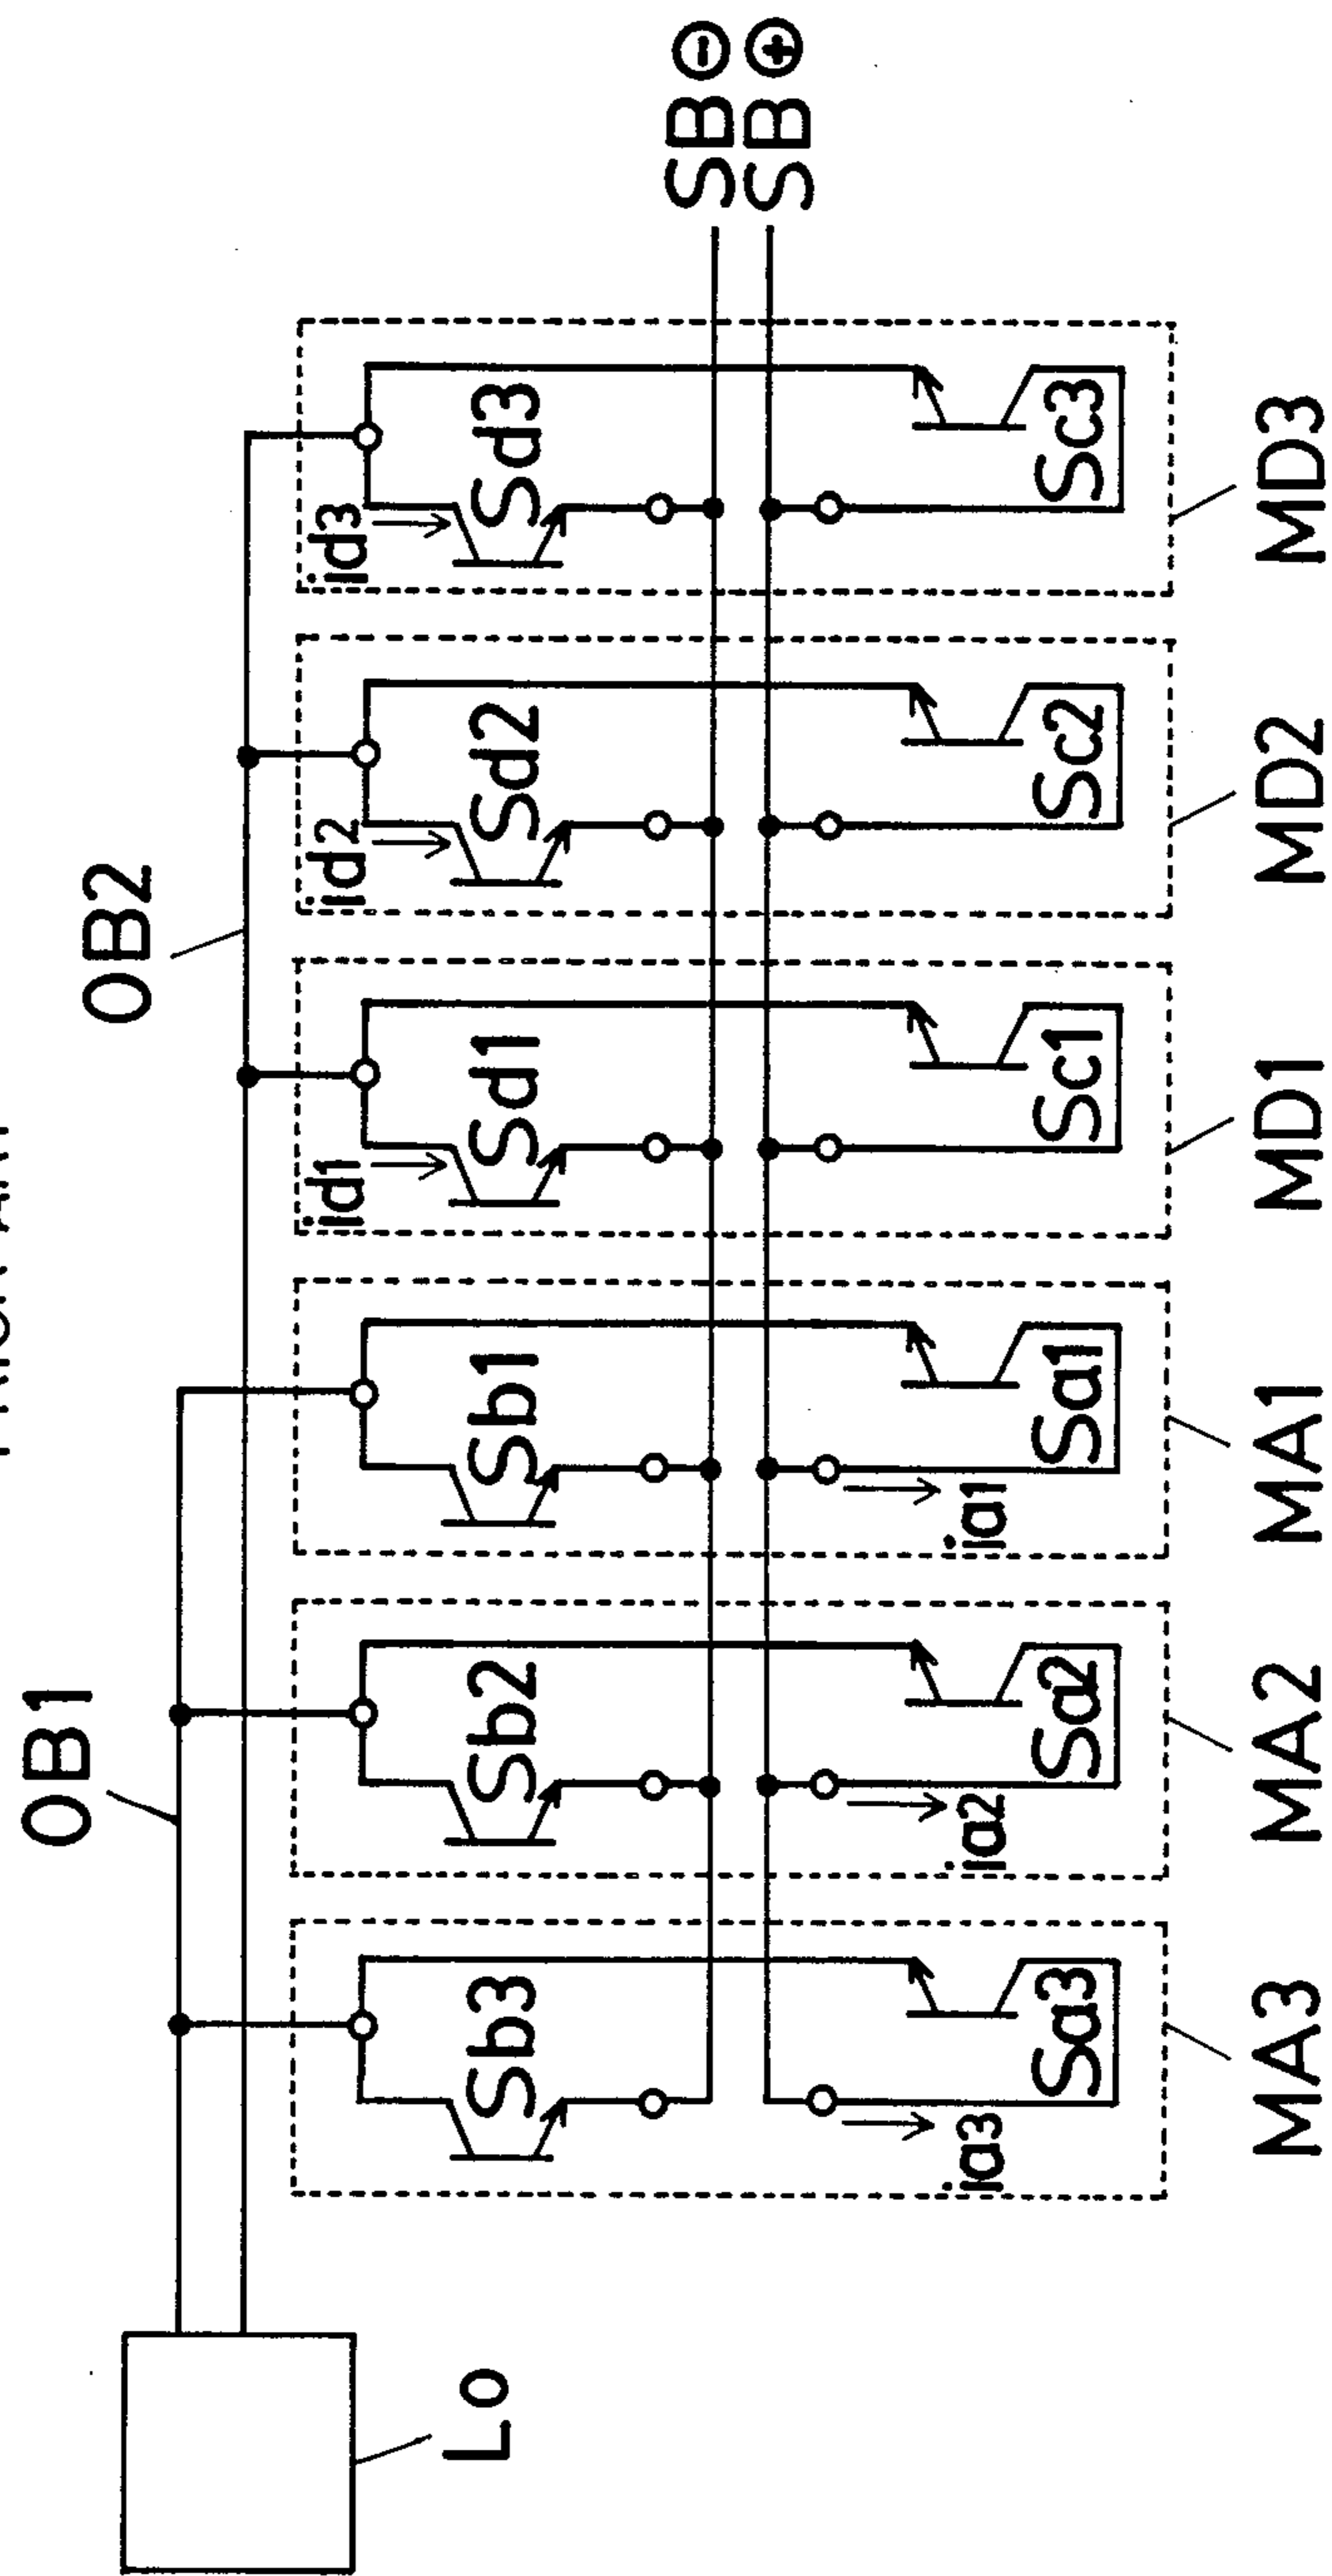 OB1
OB2
SB ⊖
SB ⊕
Lo
Sb3
Sb2
Sb1
id1
Sd1
id2
Sd2
id3
Sd3
ia3
Sa3
ia2
Sa2
ia1
Sa1
Sc1
Sc2
Sc3
MA3
MA2
MA1
MD1
MD2
MD3